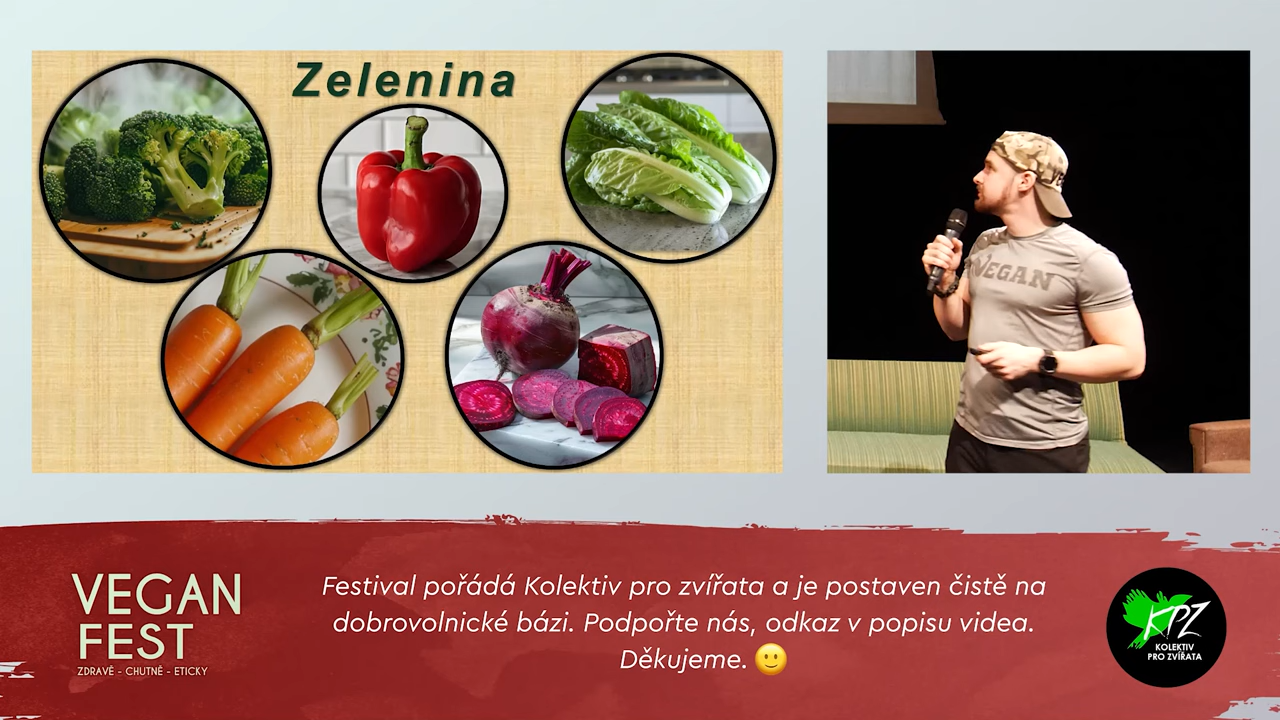 Zelenina
VEGAN
VEGAN
FEST
ZDRAVĚ - CHUTNĚ - ETICKY
Festival pořádá Kolektiv pro zvířata a je postaven čistě na
dobrovolnické bázi. Podpořte nás, odkaz v popisu videa.
Děkujeme. 🙂
KPZ
KOLEKTIV
PRO ZVÍŘATA